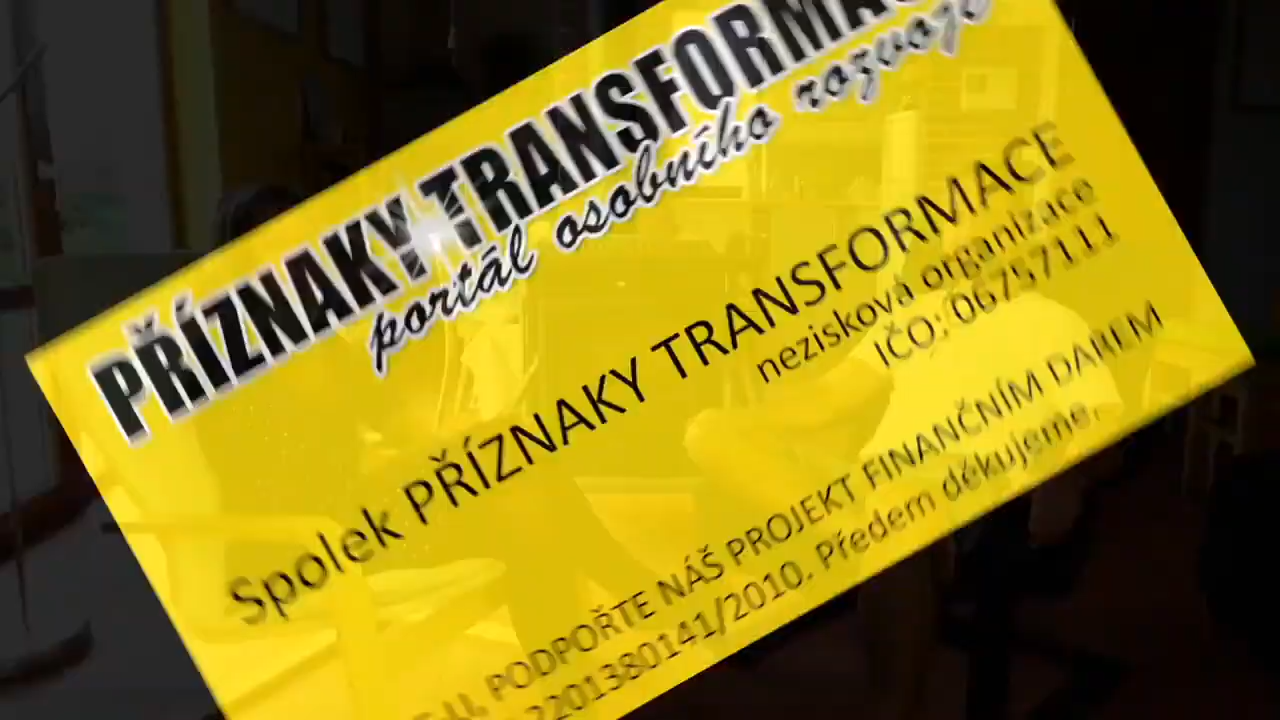 PŘÍZNAKY TRANSFORMAC
portál osobního rozvoje
Spolek PŘÍZNAKY TRANSFORMACE
nezisková organizace
IČO: 06757111
PODPOŘTE NÁŠ PROJEKT FINANČNÍM DAREM
2201380141/2010. Předem děkujeme.